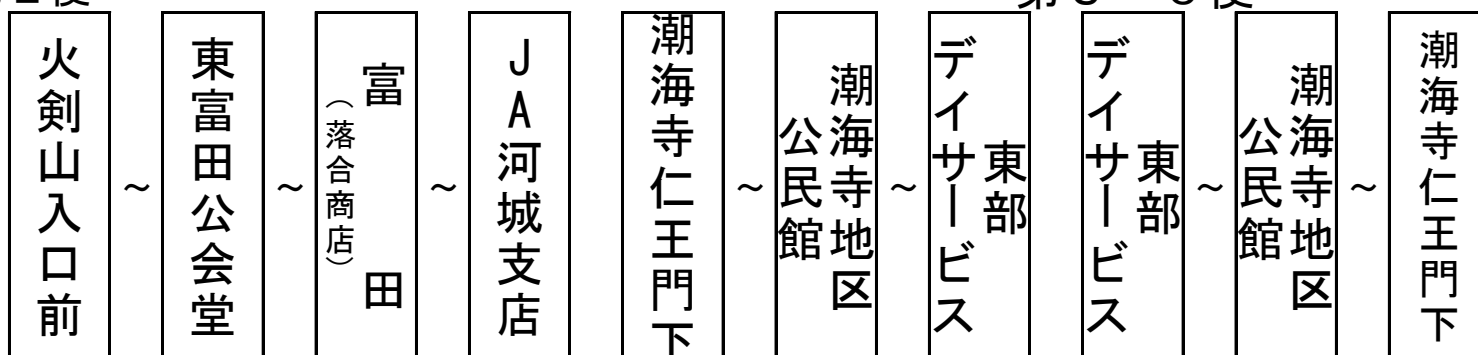 火剣山入口前
～
東富田公会堂
～
富田
（落合商店）
～
JA河城支店
潮海寺仁王門下
～
潮海寺地区
公民館
～
東部
デイサービス
東部
デイサービス
～
潮海寺地区
公民館
～
潮海寺仁王門下